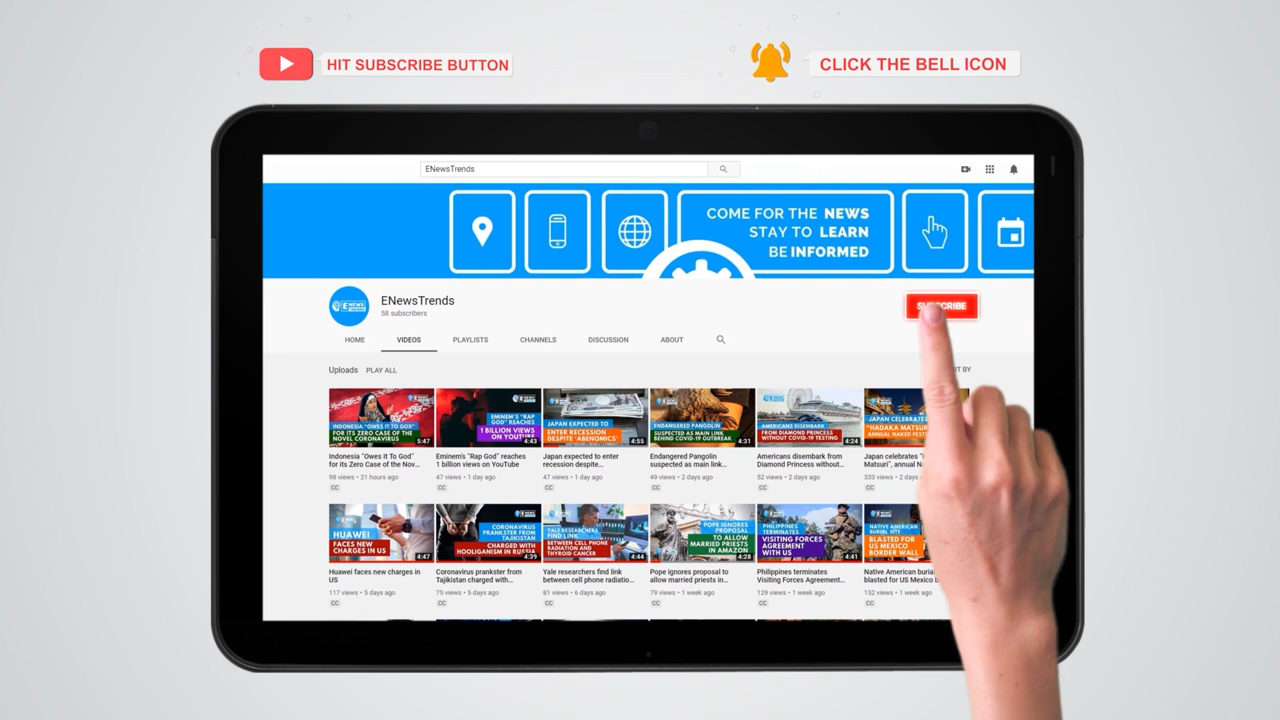 HIT SUBSCRIBE BUTTON
CLICK THE BELL ICON
ENewsTrends
COME FOR THE NEWS
STAY TO LEARN
BE INFORMED
E NEWS
ENewsTrends
58 subscribers
SUBSCRIBE
HOME VIDEOS PLAYLISTS CHANNELS DISCUSSION ABOUT
Uploads PLAY ALL
RT BY
INDONESIA "OWES IT TO GOD"
FOR ITS ZERO CASE OF THE
NOVEL CORONAVIRUS
5:47
EMINEM'S "RAP
GOD" REACHES
1 BILLION VIEWS
ON YOUTUBE
4:43
JAPAN EXPECTED TO
ENTER RECESSION
DESPITE 'ABENOMICS'
4:55
ENDANGERED PANGOLIN
SUSPECTED AS MAIN LINK
BEHIND COVID-19 OUTBREAK
4:31
AMERICANS DISEMBARK
FROM DIAMOND PRINCESS
WITHOUT COVID-19 TESTING
4:24
JAPAN CELEBRATES
"HADAKA MATSU
ANNUAL NAKED FEST
Indonesia "Owes It To God"
for its Zero Case of the Nov...
98 views • 21 hours ago
CC
Eminem's "Rap God" reaches
1 billion views on YouTube
47 views • 1 day ago
CC
Japan expected to enter
recession despite...
47 views • 1 day ago
CC
Endangered Pangolin
suspected as main link...
49 views • 2 days ago
CC
Americans disembark from
Diamond Princess without...
52 views • 2 days ago
CC
Japan celebrates "H
Matsuri", annual N
333 views • 2 days
CC
HUAWEI
FACES NEW
CHARGES IN US
4:47
CORONAVIRUS
PRANKSTER FROM
TAJIKISTAN
CHARGED WITH
HOOLIGANISM IN RUSSIA
4:39
YALE RESEARCHERS
FIND LINK
BETWEEN CELL PHONE
RADIATION AND
THYROID CANCER
4:44
POPE IGNORES
PROPOSAL
TO ALLOW
MARRIED PRIESTS
IN AMAZON
4:28
PHILIPPINES
TERMINATES
VISITING FORCES
AGREEMENT
WITH US
4:41
NATIVE AMERICAN
BURIAL SITE
BLASTED FOR
US MEXICO
BORDER WALL
Huawei faces new charges in
US
117 views • 5 days ago
CC
Coronavirus prankster from
Tajikistan charged with...
75 views • 5 days ago
CC
Yale researchers find link
between cell phone radiatio...
81 views • 6 days ago
CC
Pope ignores proposal to
allow married priests in...
79 views • 1 week ago
CC
Philippines terminates
Visiting Forces Agreement...
129 views • 1 week ago
CC
Native American buria
blasted for US Mexico b
152 views • 1 week ago
CC